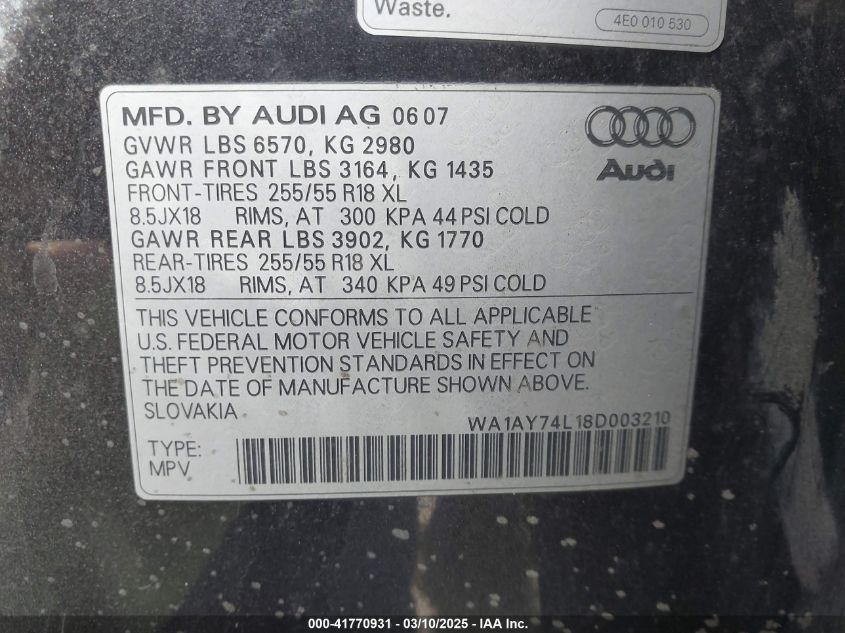 Waste.
4E0 010 530
MFD. BY AUDI AG 0607
GVWR LBS 6570, KG 2980
GAWR FRONT LBS 3164, KG 1435
FRONT-TIRES 255/55 R18 XL
8.5JX18 RIMS, AT 300 KPA 44 PSI COLD
GAWR REAR LBS 3902, KG 1770
REAR-TIRES 255/55 R18 XL
8.5JX18 RIMS, AT 340 KPA 49 PSI COLD
Audi
THIS VEHICLE CONFORMS TO ALL APPLICABLE
U.S. FEDERAL MOTOR VEHICLE SAFETY AND
THEFT PREVENTION STANDARDS IN EFFECT ON
THE DATE OF MANUFACTURE SHOWN ABOVE.
SLOVAKIA
WA1AY74L18D003210
TYPE:
MPV
000-41770931 - 03/10/2025 - IAA Inc.